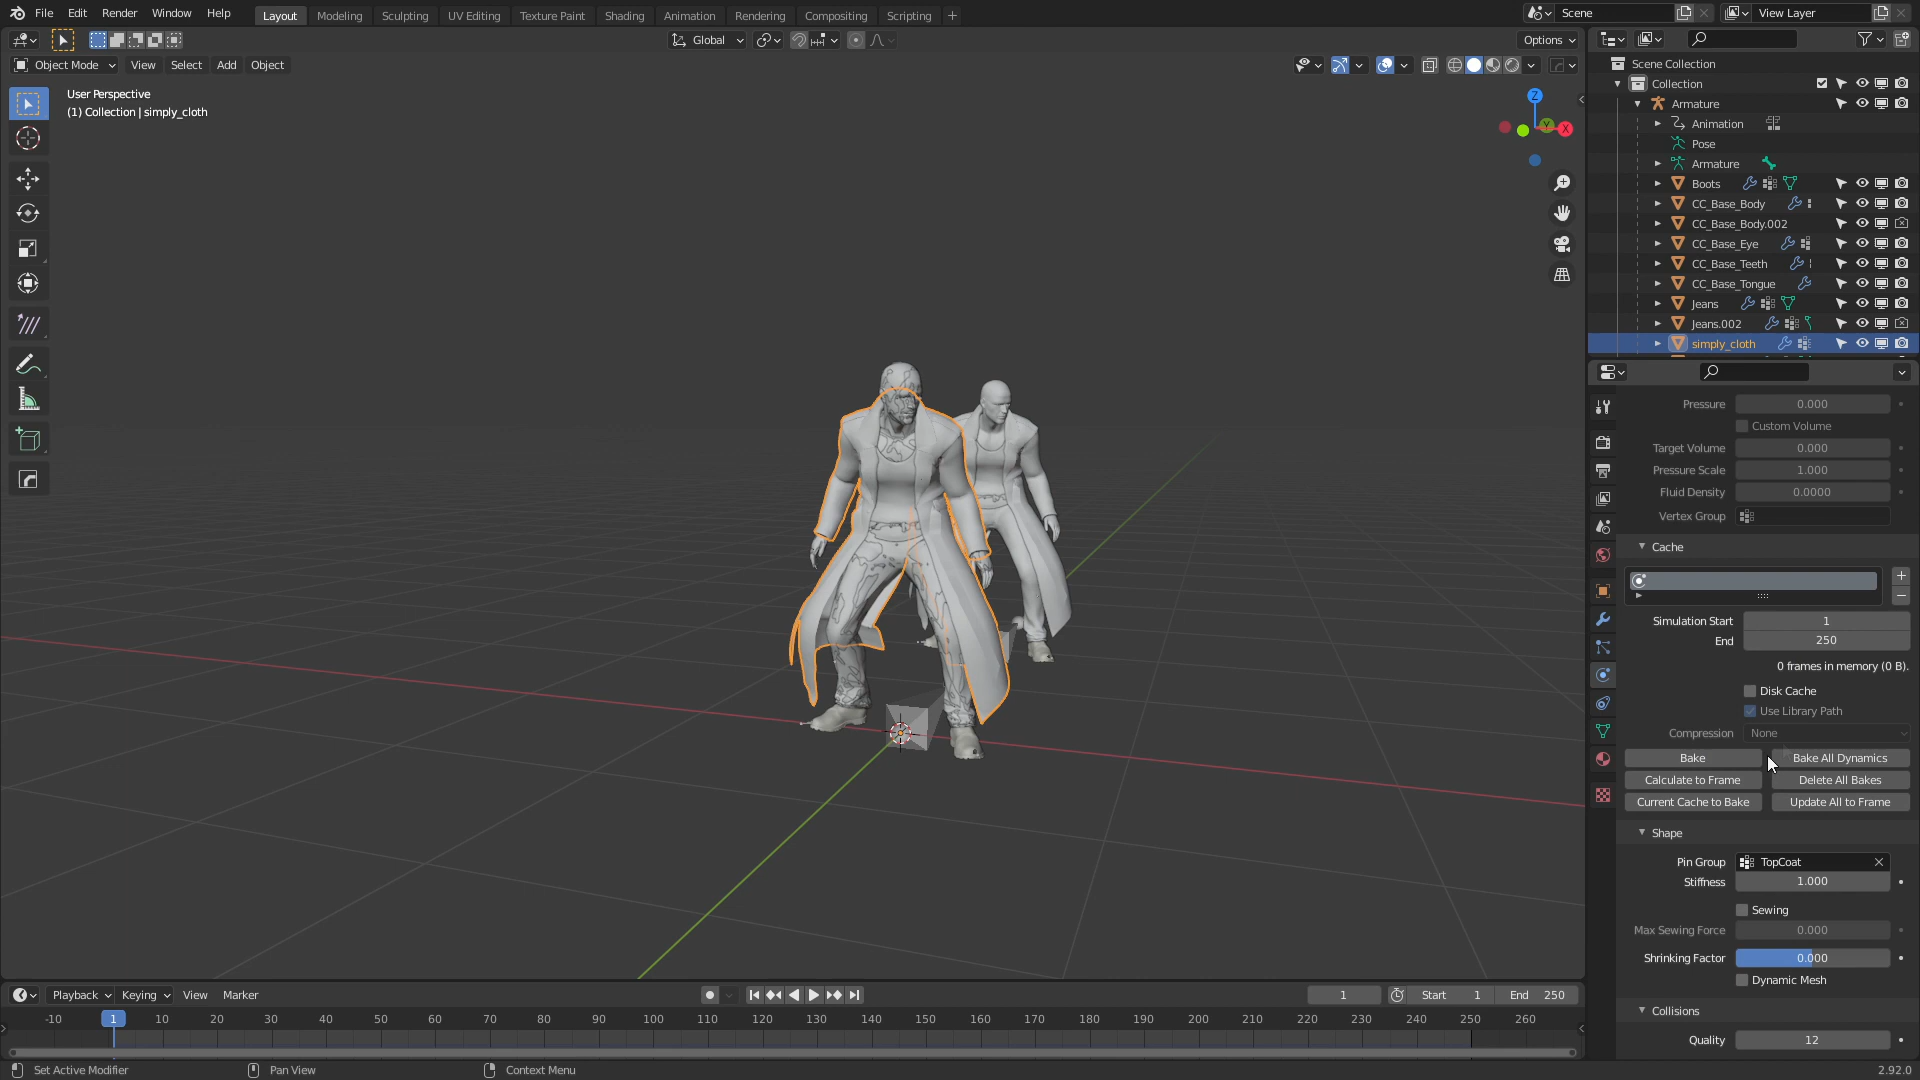 File Edit Render Window Help Layout Modeling Sculpting UV Editing Texture Paint Shading Animation Rendering Compositing Scripting + Scene View Layer
Global Options
Object Mode View Select Add Object
User Perspective
(1) Collection | simply_cloth
Z
Y
X
Scene Collection
Collection
Armature
Animation
Pose
Armature
Boots
CC_Base_Body
CC_Base_Body.002
CC_Base_Eye
CC_Base_Teeth
CC_Base_Tongue
Jeans
Jeans.002
simply_cloth
Pressure 0.000
Custom Volume
Target Volume 0.000
Pressure Scale 1.000
Fluid Density 0.0000
Vertex Group
Cache
Simulation Start 1
End 250
0 frames in memory (0 B).
Disk Cache
Use Library Path
Compression None
Bake Bake All Dynamics
Calculate to Frame Delete All Bakes
Current Cache to Bake Update All to Frame
Shape
Pin Group TopCoat
Stiffness 1.000
Sewing
Max Sewing Force 0.000
Shrinking Factor 0.000
Dynamic Mesh
Collisions
Quality 12
Playback Keying View Marker 1 Start 1 End 250
-10 1 10 20 30 40 50 60 70 80 90 100 110 120 130 140 150 160 170 180 190 200 210 220 230 240 250 260
Set Active Modifier Pan View Context Menu 2.92.0